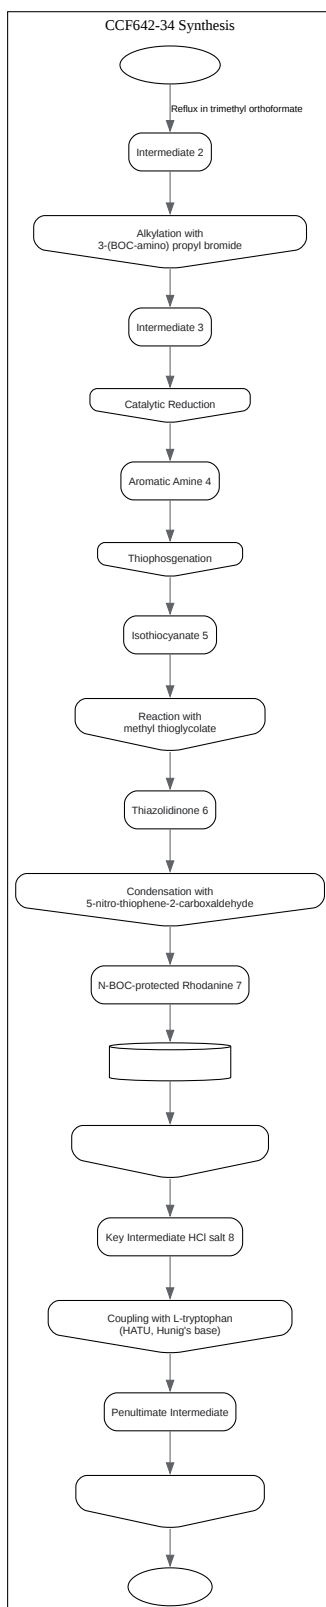 CCF642-34 Synthesis
Reflux in trimethyl orthoformate
Intermediate 2
Alkylation with
3-(BOC-amino) propyl bromide
Intermediate 3
Catalytic Reduction
Aromatic Amine 4
Thiophosgenation
Isothiocyanate 5
Reaction with
methyl thioglycolate
Thiazolidinone 6
Condensation with
5-nitro-thiophene-2-carboxaldehyde
N-BOC-protected Rhodanine 7
Key Intermediate HCl salt 8
Coupling with L-tryptophan
(HATU, Hunig's base)
Penultimate Intermediate